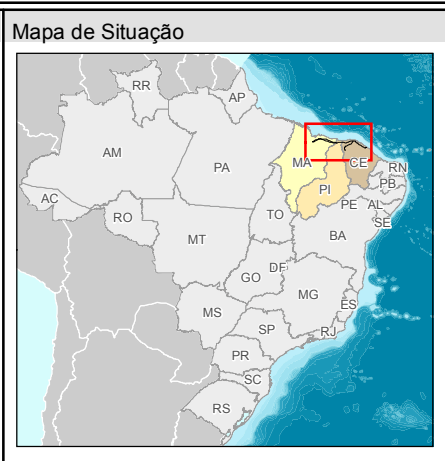 Mapa de Situação
RR
AP
AM
PA
MA
CE
RN
PB
PI
PE
AL
SE
AC
RO
TO
BA
MT
DF
GO
MG
ES
MS
SP
RJ
PR
SC
RS